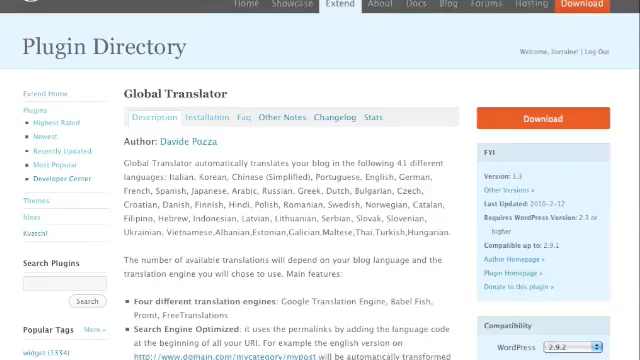 Home Showcase Extend About Docs Blog Forums Hosting Download
Plugin Directory
Welcome, llorraine! | Log Out
Extend Home
Plugins
Highest Rated
Newest
Recently Updated
Most Popular
Developer Center
Themes
Ideas
Kvetch!
Search Plugins
Search
Popular Tags More »
widget (1334)
Global Translator
Description Installation Faq Other Notes Changelog Stats
Author: Davide Pozza
Global Translator automatically translates your blog in the following 41 different
languages: Italian, Korean, Chinese (Simplified), Portuguese, English, German,
French, Spanish, Japanese, Arabic, Russian, Greek, Dutch, Bulgarian, Czech,
Croatian, Danish, Finnish, Hindi, Polish, Romanian, Swedish, Norwegian, Catalan,
Filipino, Hebrew, Indonesian, Latvian, Lithuanian, Serbian, Slovak, Slovenian,
Ukrainian, Vietnamese,Albanian,Estonian,Galician,Maltese,Thai,Turkish,Hungarian.
The number of available translations will depend on your blog language and the
translation engine you will chose to use. Main features:
Four different translation engines: Google Translation Engine, Babel Fish,
Promt, FreeTranslations
Search Engine Optimized: it uses the permalinks by adding the language code
at the beginning of all your URI. For example the english version on
http://www.domain.com/mycategory/mypost will be automatically transformed
Download
FYI
Version: 1.3
Other Versions »
Last Updated: 2010-2-12
Requires WordPress Version: 2.3 or
higher
Compatible up to: 2.9.1
Author Homepage »
Plugin Homepage »
Donate to this plugin »
Compatibility
WordPress 2.9.2